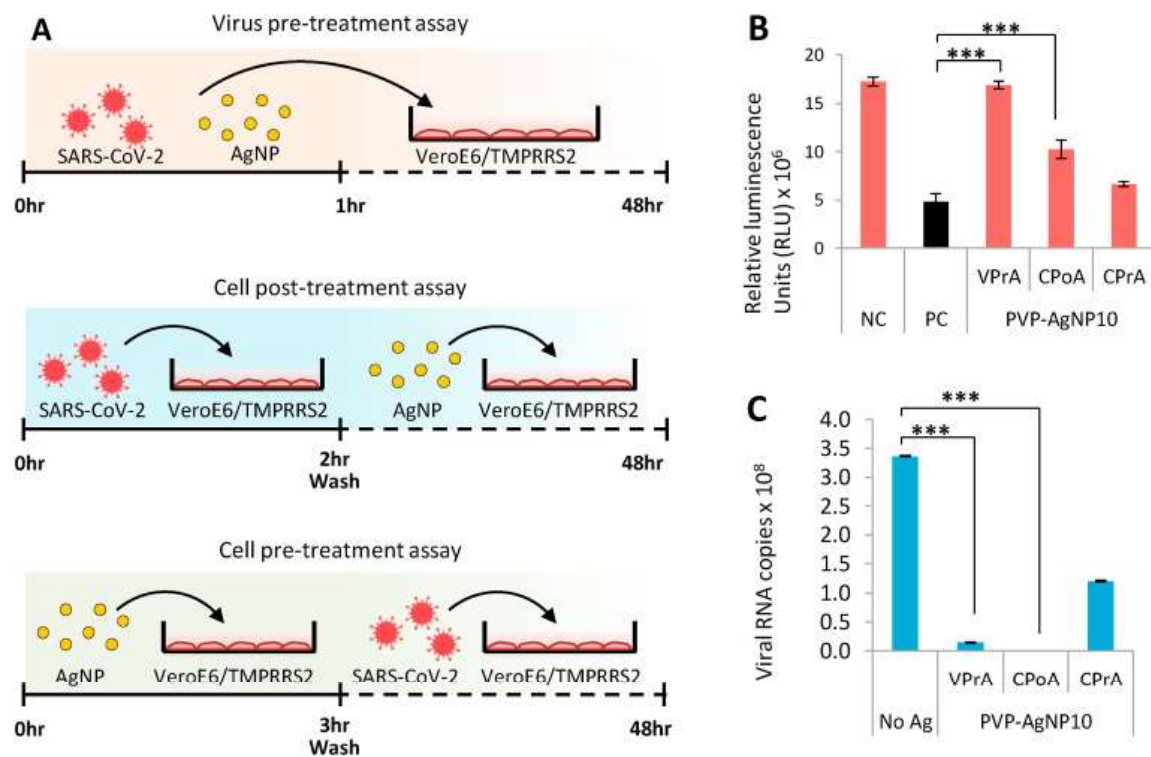 A
Virus pre-treatment assay
SARS-CoV-2
AgNP
VeroE6/TMPRRS2
0hr
1hr
48hr
Cell post-treatment assay
SARS-CoV-2
VeroE6/TMPRRS2
AgNP
VeroE6/TMPRRS2
0hr
2hr
Wash
48hr
Cell pre-treatment assay
AgNP
VeroE6/TMPRRS2
SARS-CoV-2
VeroE6/TMPRRS2
0hr
3hr
Wash
48hr
B
Relative luminescence
Units (RLU) x 10⁶
20
15
10
5
0
***
***
VPrA
CPoA
CPrA
NC
PC
PVP-AgNP10
C
Viral RNA copies x 10⁸
4.0
3.5
3.0
2.5
2.0
1.5
1.0
0.5
0.0
***
***
VPrA
CPoA
CPrA
No Ag
PVP-AgNP10